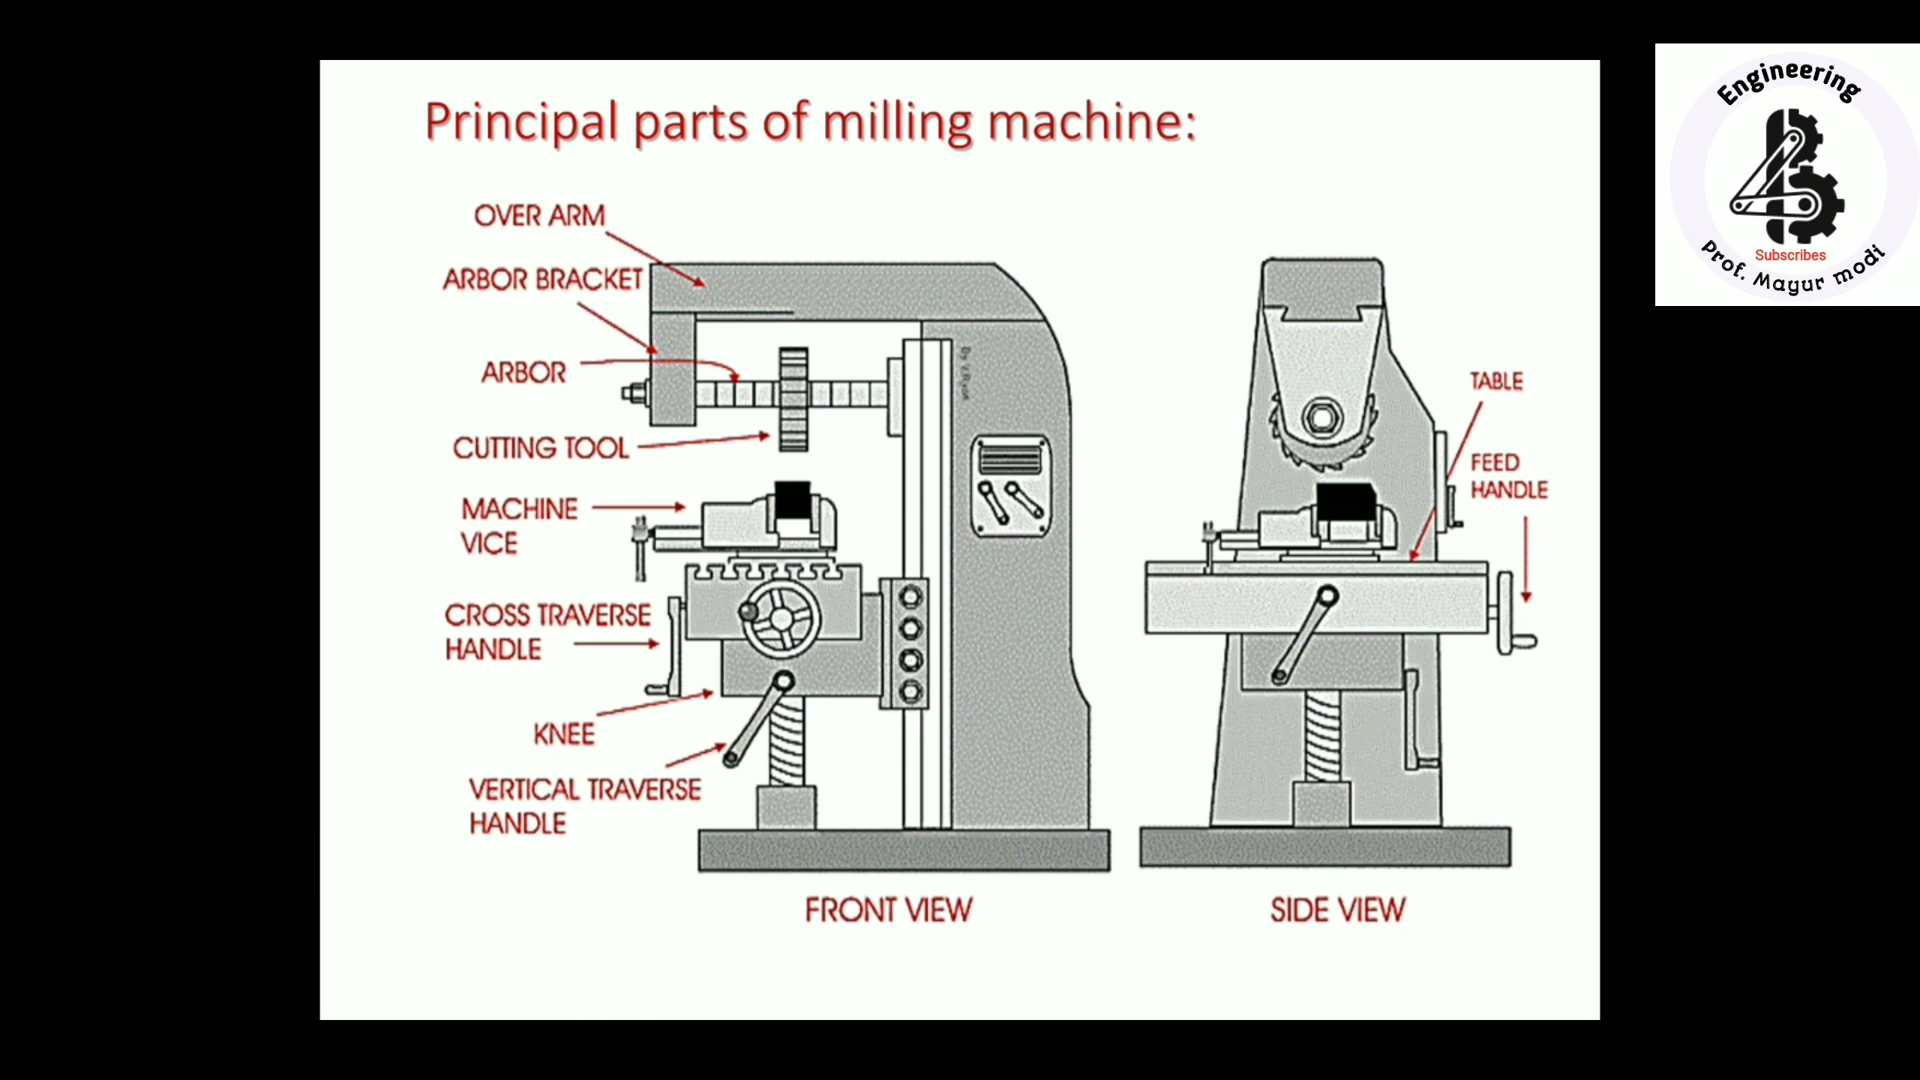 Principal parts of milling machine:
OVER ARM
ARBOR BRACKET
ARBOR
CUTTING TOOL
MACHINE
VICE
CROSS TRAVERSE
HANDLE
KNEE
VERTICAL TRAVERSE
HANDLE
FRONT VIEW
TABLE
FEED
HANDLE
SIDE VIEW
Engineering
Subscribes
Prof. Mayur modi